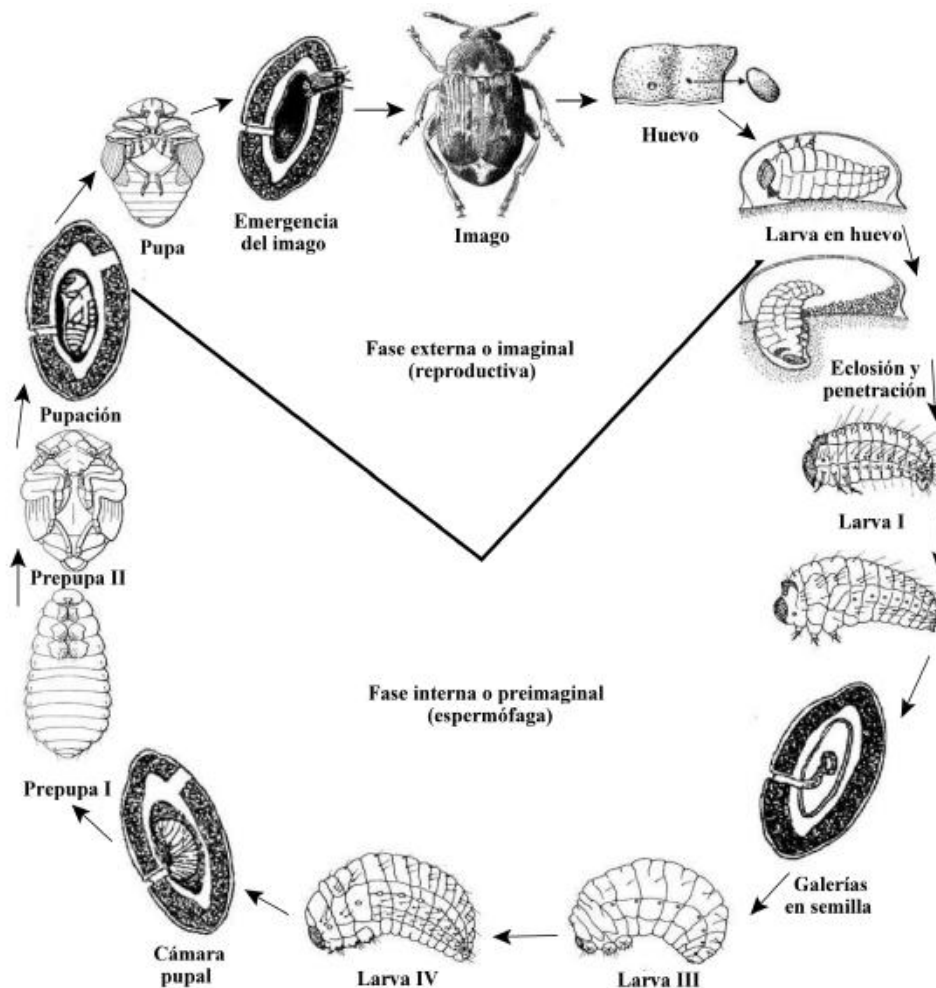 Huevo
Imago
Emergencia
del imago
Pupa
Larva en huevo
Fase externa o imaginal
(reproductiva)
Eclosión y
penetración
Pupación
Larva I
Prepupa II
Fase interna o preimaginal
(espermófaga)
Prepupa I
Galerías
en semilla
Cámara
pupal
Larva IV
Larva III